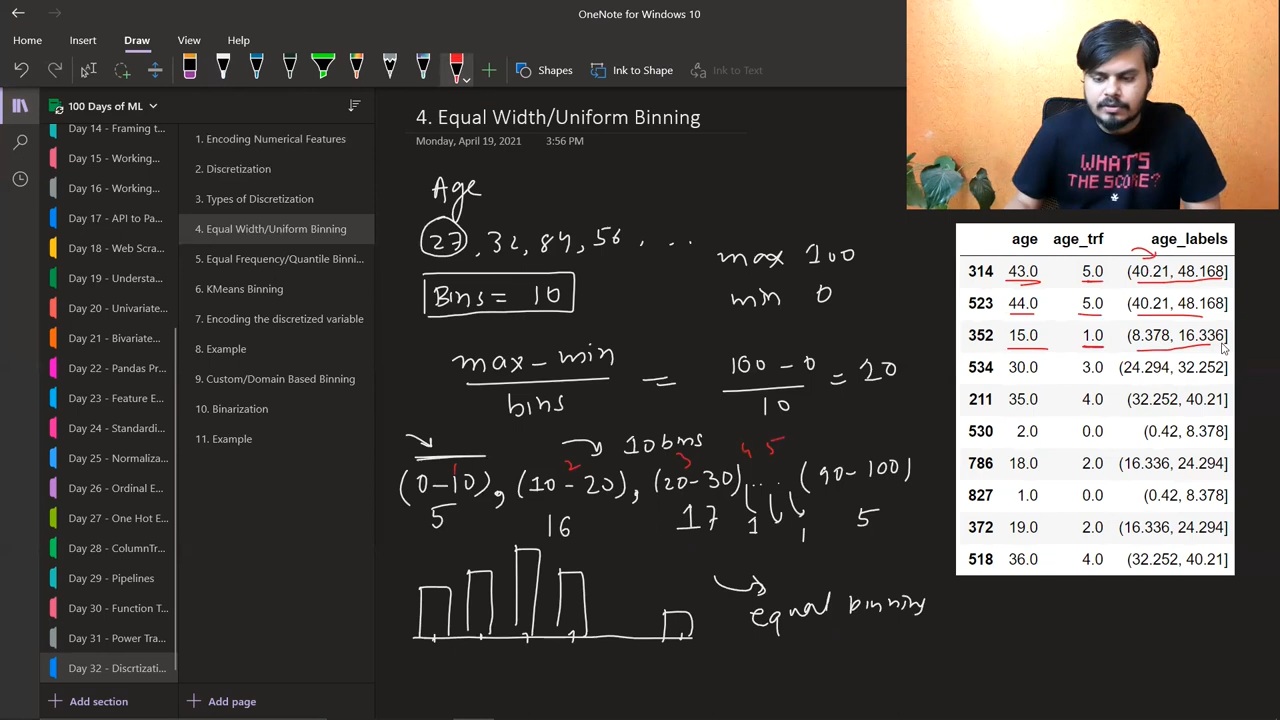 OneNote for Windows 10
Home Insert Draw View Help
Shapes Ink to Shape Ink to Text
100 Days of ML
Day 14 - Framing t...
Day 15 - Working...
Day 16 - Working...
Day 17 - API to Pa...
Day 18 - Web Scra...
Day 19 - Understa...
Day 20 - Univariate...
Day 21 - Bivariate...
Day 22 - Pandas Pr...
Day 23 - Feature E...
Day 24 - Standardi...
Day 25 - Normaliza...
Day 26 - Ordinal E...
Day 27 - One Hot E...
Day 28 - ColumnTr...
Day 29 - Pipelines
Day 30 - Function T...
Day 31 - Power Tra...
Day 32 - Discrtizati...
Add section
1. Encoding Numerical Features
2. Discretization
3. Types of Discretization
4. Equal Width/Uniform Binning
5. Equal Frequency/Quantile Binni...
6. KMeans Binning
7. Encoding the discretized variable
8. Example
9. Custom/Domain Based Binning
10. Binarization
11. Example
Add page
4. Equal Width/Uniform Binning
Monday, April 19, 2021 3:56 PM
Age
27, 32, 84, 56, ...
max 100
min 0
Bins = 10
max - min / bins = 100 - 0 / 10 = 20
10 bins
1 2 3 4 5
(0-10), (10-20), (20-30) ... (90-100)
5 16 17 1 1 5
equal binning
WHAT'S
THE SCORE?
age age_trf age_labels
314 43.0 5.0 (40.21, 48.168]
523 44.0 5.0 (40.21, 48.168]
352 15.0 1.0 (8.378, 16.336]
534 30.0 3.0 (24.294, 32.252]
211 35.0 4.0 (32.252, 40.21]
530 2.0 0.0 (0.42, 8.378]
786 18.0 2.0 (16.336, 24.294]
827 1.0 0.0 (0.42, 8.378]
372 19.0 2.0 (16.336, 24.294]
518 36.0 4.0 (32.252, 40.21]